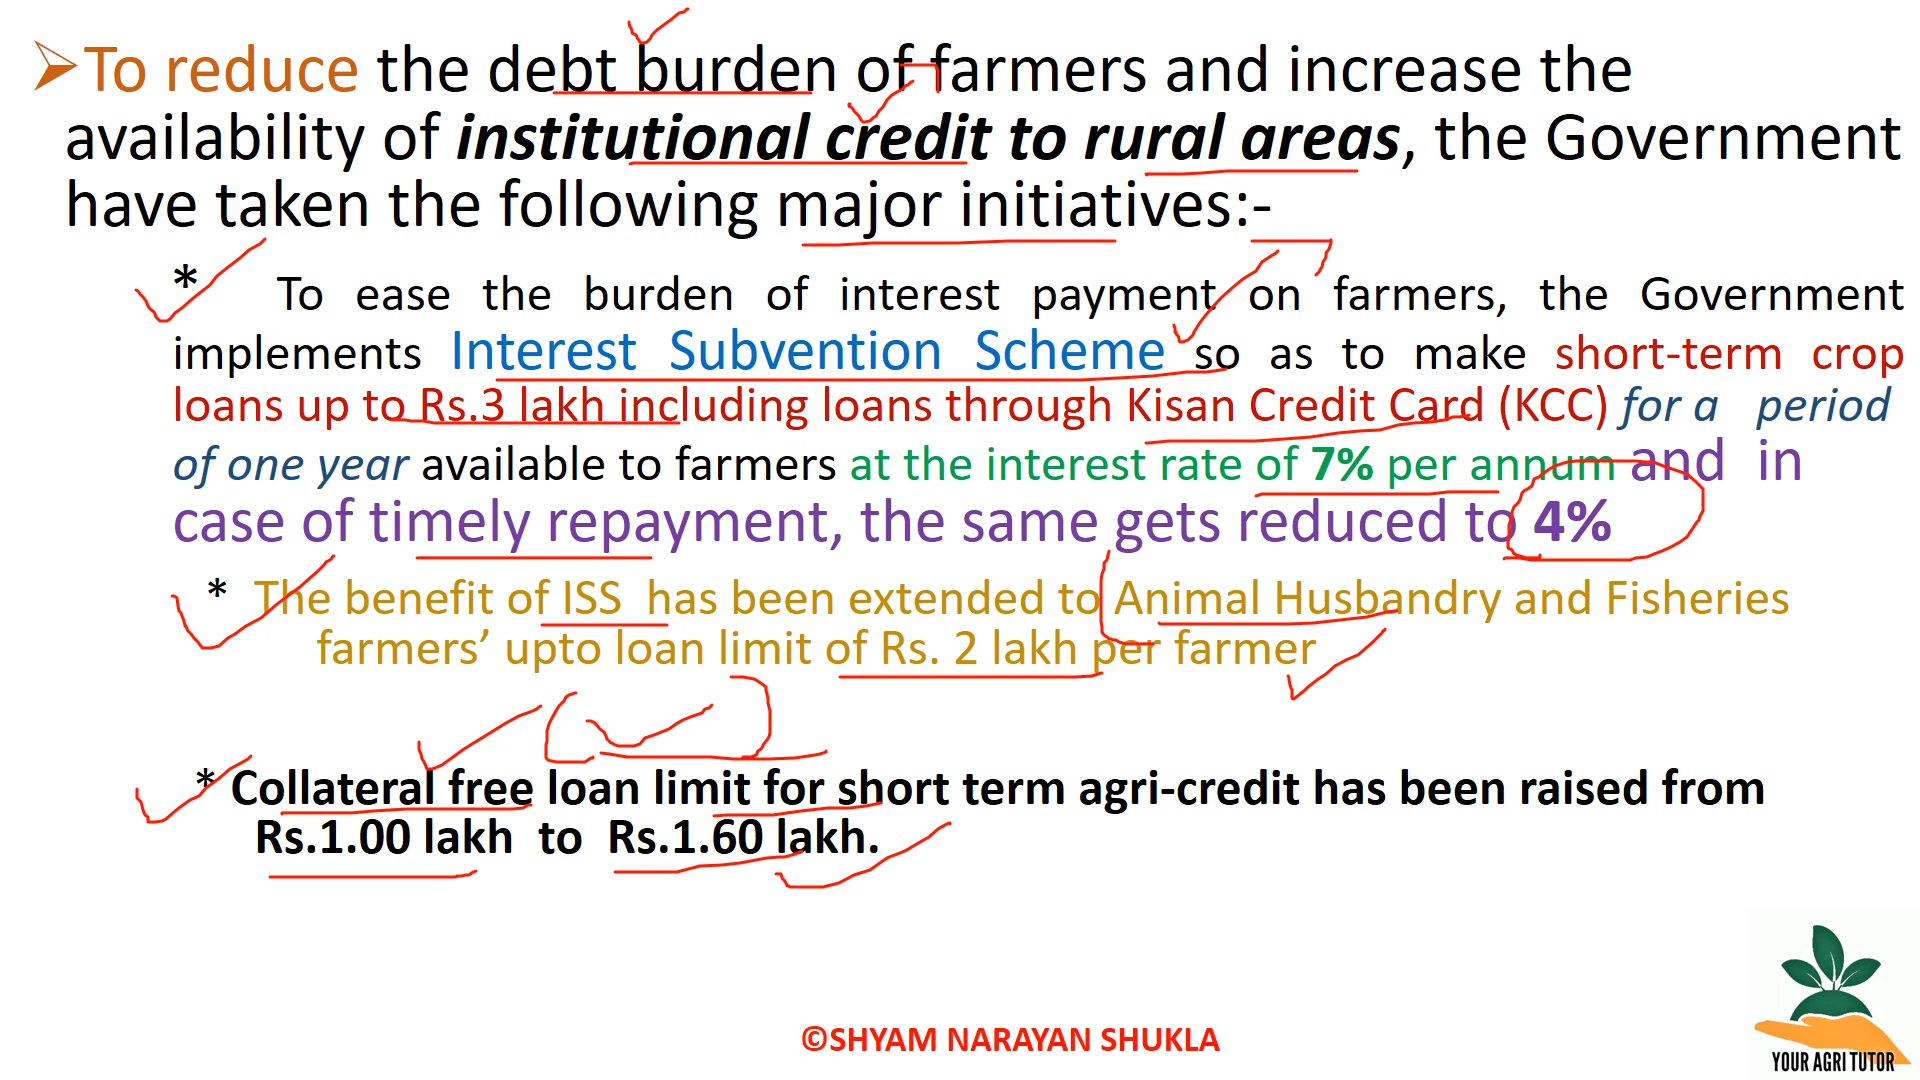 To reduce the debt burden of farmers and increase the
availability of institutional credit to rural areas, the Government
have taken the following major initiatives:-
* To ease the burden of interest payment on farmers, the Government
implements Interest Subvention Scheme so as to make short-term crop
loans up to Rs.3 lakh including loans through Kisan Credit Card (KCC) for a period
of one year available to farmers at the interest rate of 7% per annum and in
case of timely repayment, the same gets reduced to 4%
* The benefit of ISS has been extended to Animal Husbandry and Fisheries
farmers’ upto loan limit of Rs. 2 lakh per farmer
* Collateral free loan limit for short term agri-credit has been raised from
Rs.1.00 lakh to Rs.1.60 lakh.
©SHYAM NARAYAN SHUKLA
YOUR AGRI TUTOR